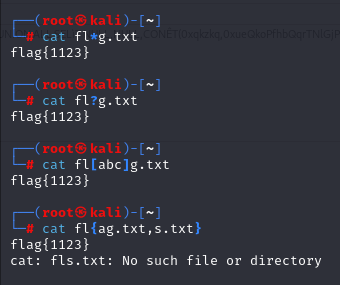 ┌──(root㉿kali)-[~]
└─# cat fl*g.txt
flag{1123}
┌──(root㉿kali)-[~]
└─# cat fl?g.txt
flag{1123}
┌──(root㉿kali)-[~]
└─# cat fl[abc]g.txt
flag{1123}
┌──(root㉿kali)-[~]
└─# cat fl{ag.txt,s.txt}
flag{1123}
cat: fls.txt: No such file or directory